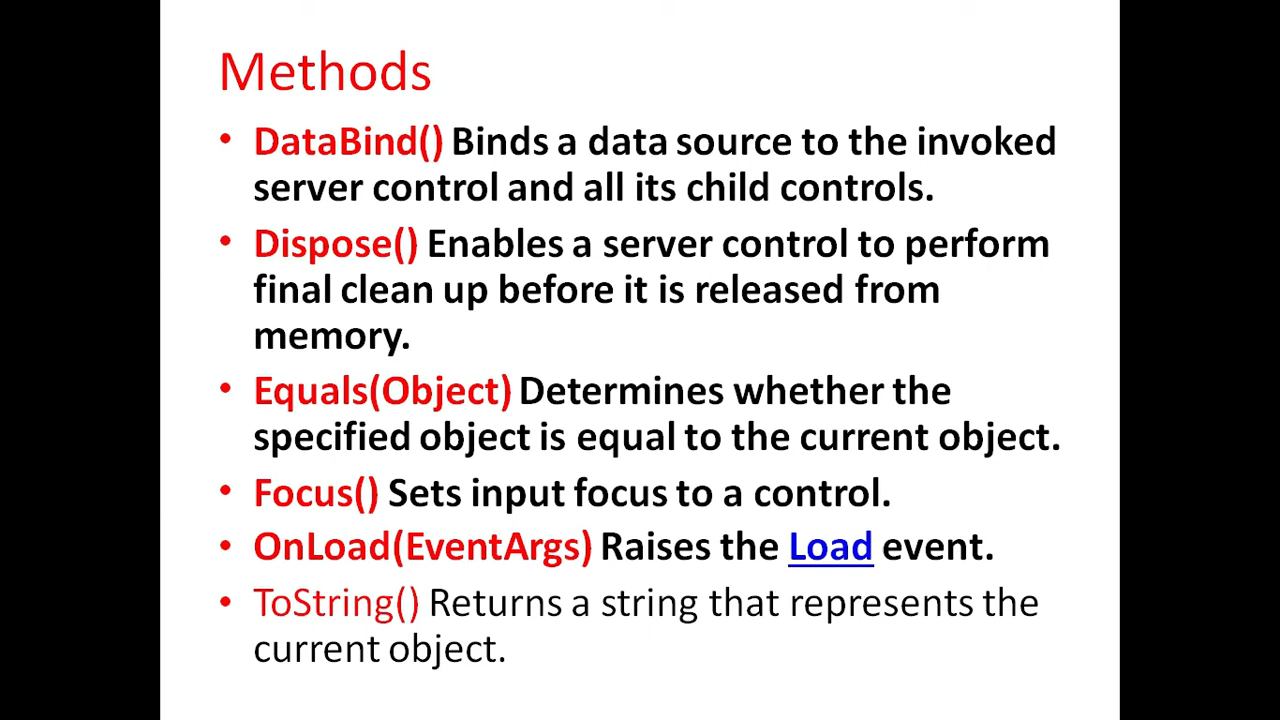 Methods
• DataBind() Binds a data source to the invoked
server control and all its child controls.
• Dispose() Enables a server control to perform
final clean up before it is released from
memory.
• Equals(Object) Determines whether the
specified object is equal to the current object.
• Focus() Sets input focus to a control.
• OnLoad(EventArgs) Raises the Load event.
• ToString() Returns a string that represents the
current object.